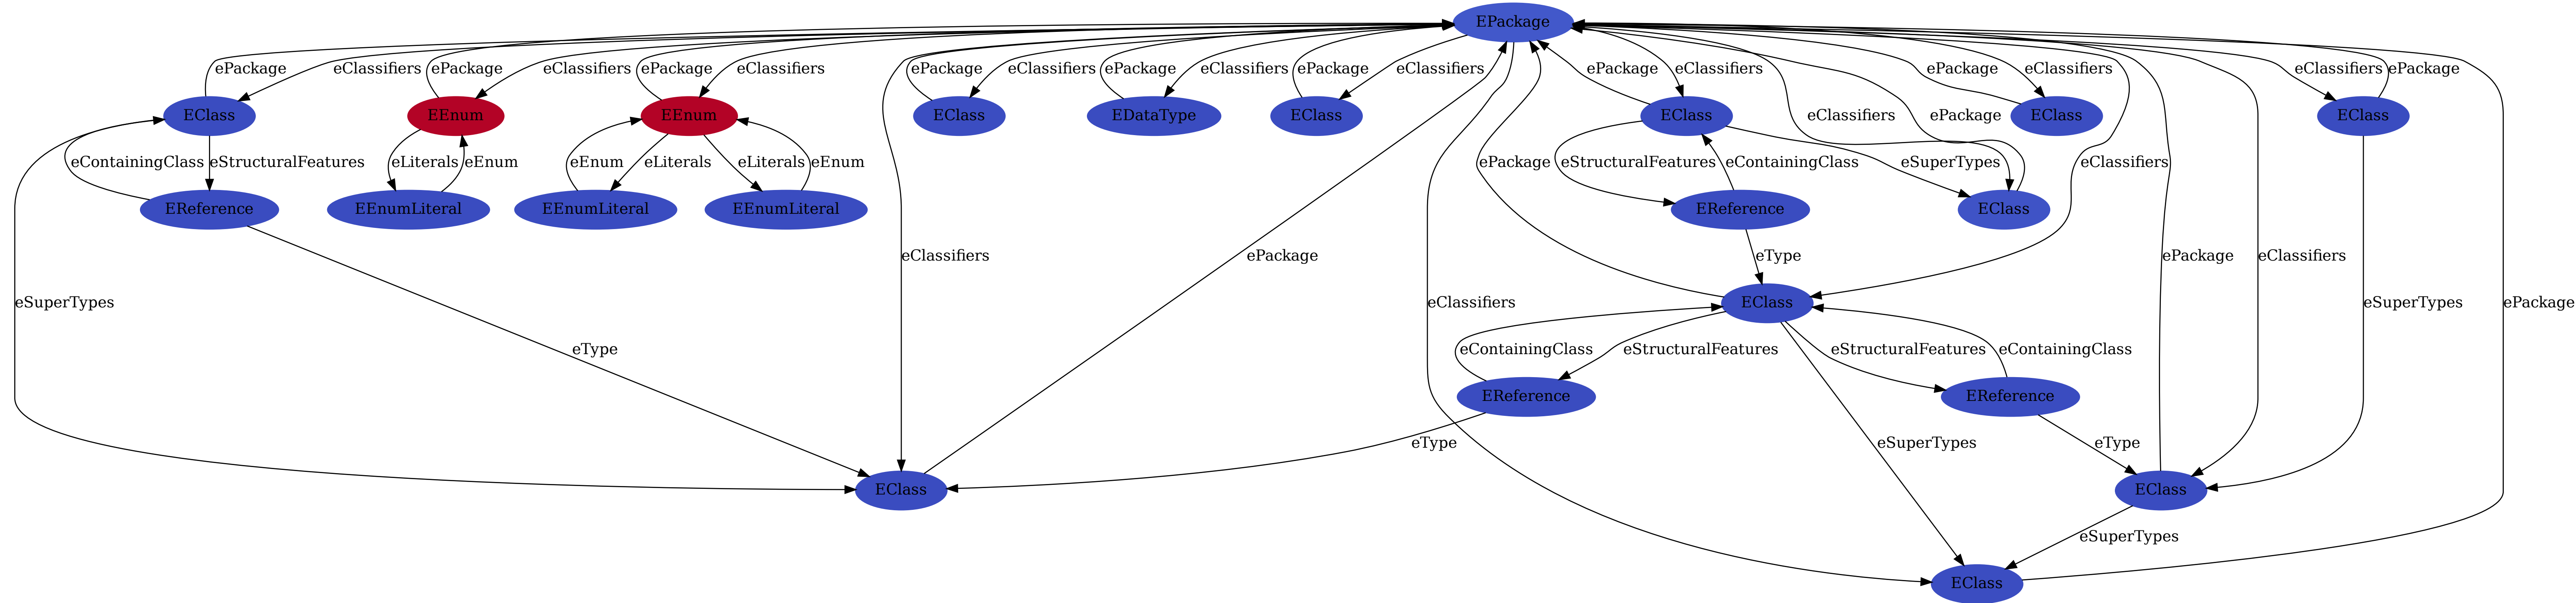 EPackage
ePackage eClassifiers ePackage eClassifiers ePackage eClassifiers ePackage eClassifiers ePackage eClassifiers ePackage eClassifiers ePackage eClassifiers ePackage eClassifiers eClassifiers ePackage
eClassifiers ePackage
EClass EEnum EEnum EClass EDataType EClass EClass EClass EClass
eContainingClass eStructuralFeatures eLiterals eEnum eEnum eLiterals eLiterals eEnum ePackage eStructuralFeatures eContainingClass eSuperTypes eClassifiers
EReference EEnumLiteral EEnumLiteral EEnumLiteral EReference EClass
eClassifiers ePackage eType ePackage eClassifiers
eSuperTypes eClassifiers EClass eSuperTypes ePackage
eType eContainingClass eStructuralFeatures eStructuralFeatures eContainingClass
EReference EReference
eType eSuperTypes eType
EClass EClass
eSuperTypes
EClass